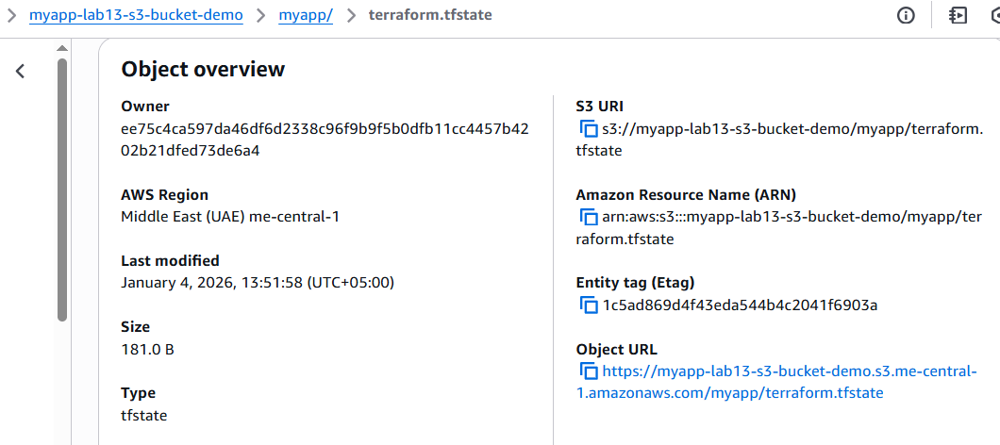 myapp-lab13-s3-bucket-demo myapp/ terraform.tfstate
Object overview
Owner
ee75c4ca597da46df6d2338c96f9b9f5b0dfb11cc4457b42
02b21dfed73de6a4
AWS Region
Middle East (UAE) me-central-1
Last modified
January 4, 2026, 13:51:58 (UTC+05:00)
Size
181.0 B
Type
tfstate
S3 URI
s3://myapp-lab13-s3-bucket-demo/myapp/terraform.
tfstate
Amazon Resource Name (ARN)
arn:aws:s3:::myapp-lab13-s3-bucket-demo/myapp/ter
raform.tfstate
Entity tag (Etag)
1c5ad869d4f43eda544b4c2041f6903a
Object URL
https://myapp-lab13-s3-bucket-demo.s3.me-central-
1.amazonaws.com/myapp/terraform.tfstate